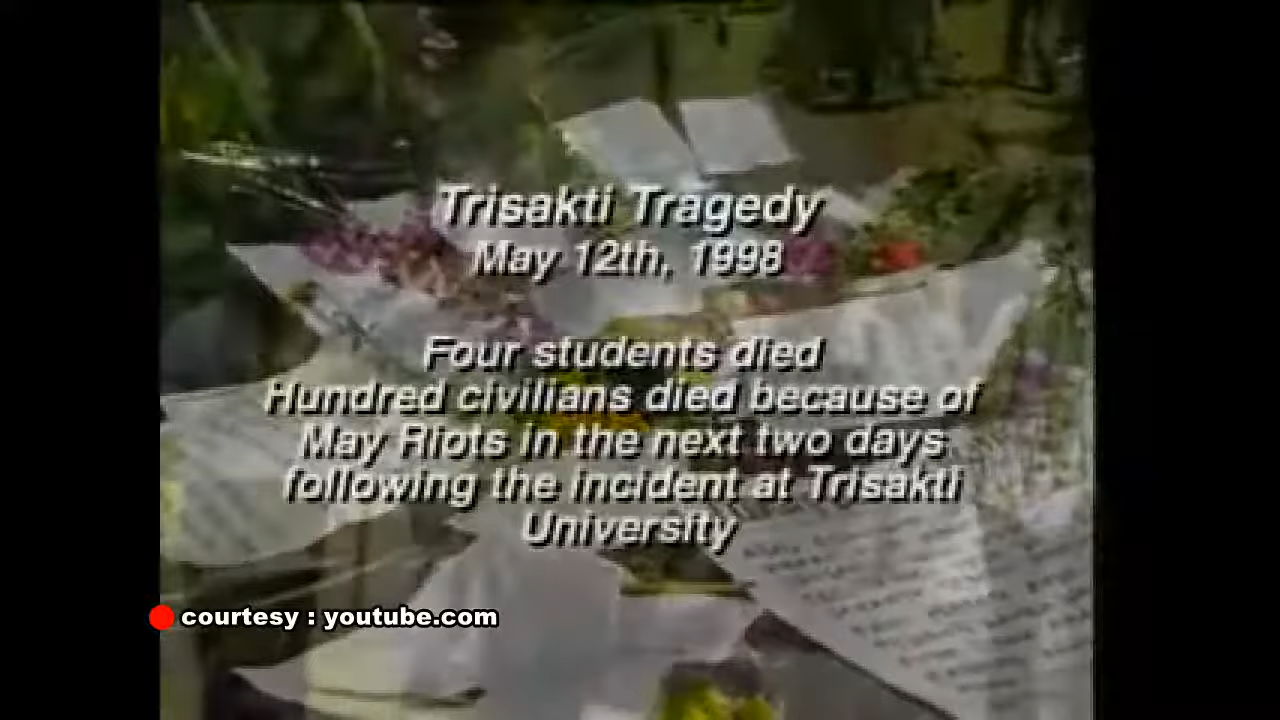 Trisakti Tragedy
May 12th, 1998
Four students died
Hundred civilians died because of
May Riots in the next two days
following the incident at Trisakti
University
courtesy : youtube.com